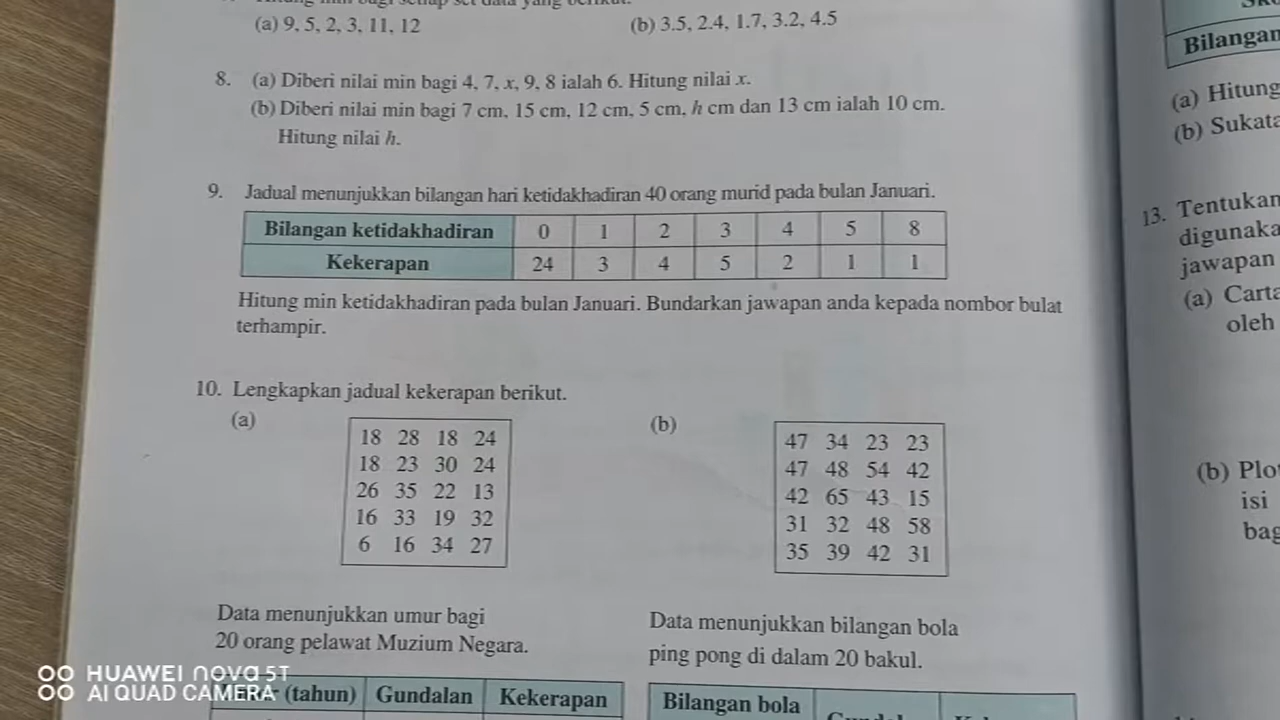 (a) 9, 5, 2, 3, 11, 12
(b) 3.5, 2.4, 1.7, 3.2, 4.5
8. (a) Diberi nilai min bagi 4, 7, x, 9, 8 ialah 6. Hitung nilai x.
(b) Diberi nilai min bagi 7 cm, 15 cm, 12 cm, 5 cm, h cm dan 13 cm ialah 10 cm.
Hitung nilai h.
9. Jadual menunjukkan bilangan hari ketidakhadiran 40 orang murid pada bulan Januari.
Bilangan ketidakhadiran 0 1 2 3 4 5 8
Kekerapan 24 3 4 5 2 1 1
Hitung min ketidakhadiran pada bulan Januari. Bundarkan jawapan anda kepada nombor bulat
terhampir.
10. Lengkapkan jadual kekerapan berikut.
(a)
18 28 18 24
18 23 30 24
26 35 22 13
16 33 19 32
6 16 34 27
Data menunjukkan umur bagi
20 orang pelawat Muzium Negara.
(tahun) Gundalan Kekerapan
(b)
47 34 23 23
47 48 54 42
42 65 43 15
31 32 48 58
35 39 42 31
Data menunjukkan bilangan bola
ping pong di dalam 20 bakul.
Bilangan bola
Bilangan
(a) Hitung
(b) Sukata
13. Tentukan
digunaka
jawapan
(a) Carta
oleh
(b) Plot
isi
bag
HUAWEI nova 5T
AI QUAD CAMERA